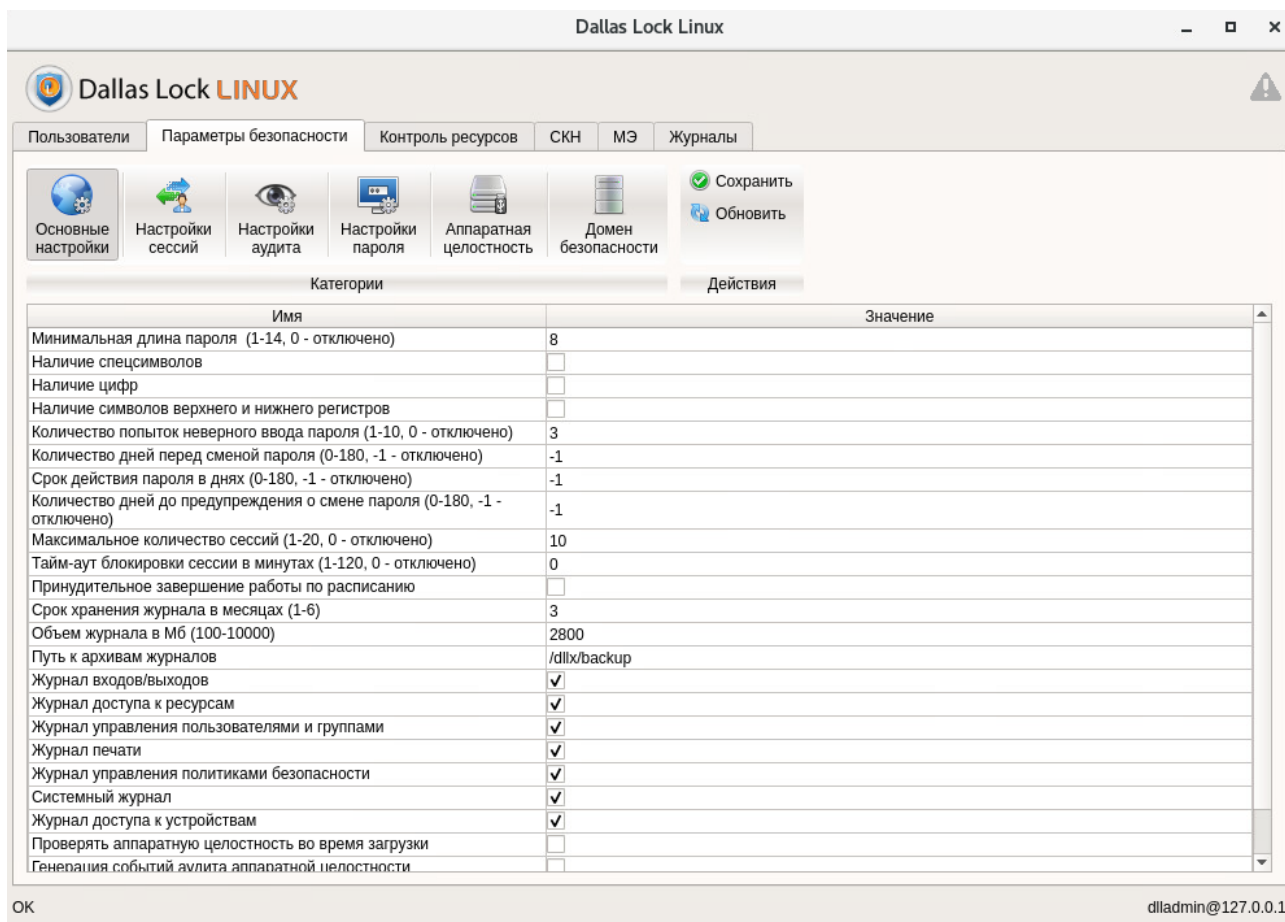 Dallas Lock Linux
Dallas Lock LINUX
Пользователи Параметры безопасности Контроль ресурсов СКН МЭ Журналы
Основные настройки
Настройки сессий
Настройки аудита
Настройки пароля
Аппаратная целостность
Домен безопасности
Сохранить
Обновить
Категории Действия
Имя Значение
Минимальная длина пароля (1-14, 0 - отключено) 8
Наличие спецсимволов
Наличие цифр
Наличие символов верхнего и нижнего регистров
Количество попыток неверного ввода пароля (1-10, 0 - отключено) 3
Количество дней перед сменой пароля (0-180, -1 - отключено) -1
Срок действия пароля в днях (0-180, -1 - отключено) -1
Количество дней до предупреждения о смене пароля (0-180, -1 -
отключено) -1
Максимальное количество сессий (1-20, 0 - отключено) 10
Тайм-аут блокировки сессии в минутах (1-120, 0 - отключено) 0
Принудительное завершение работы по расписанию
Срок хранения журнала в месяцах (1-6) 3
Объем журнала в Мб (100-10000) 2800
Путь к архивам журналов /dllx/backup
Журнал входов/выходов
Журнал доступа к ресурсам
Журнал управления пользователями и группами
Журнал печати
Журнал управления политиками безопасности
Системный журнал
Журнал доступа к устройствам
Проверять аппаратную целостность во время загрузки
Генерация событий аудита аппаратной целостности
OK dlladmin@127.0.0.1